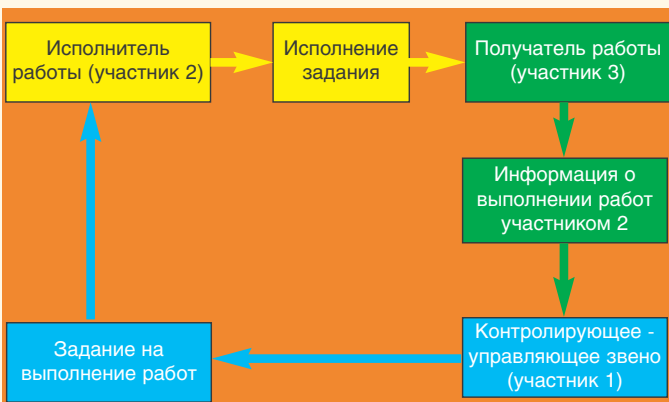 Исполнитель
работы (участник 2)
Исполнение
задания
Получатель работы
(участник 3)
Информация о
выполнении работ
участником 2
Контролирующее -
управляющее звено
(участник 1)
Задание на
выполнение работ